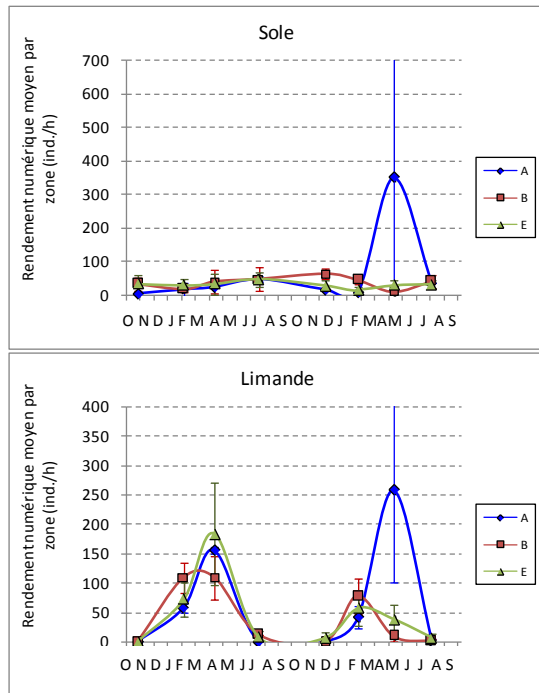 Sole
Rendement numérique moyen par
zone (ind./h)
700
600
500
400
300
200
100
0
O N D J F M A M J J A S O N D J F M A M J J A S
A
B
E
Limande
Rendement numérique moyen par
zone (ind./h)
400
350
300
250
200
150
100
50
0
O N D J F M A M J J A S O N D J F M A M J J A S
A
B
E